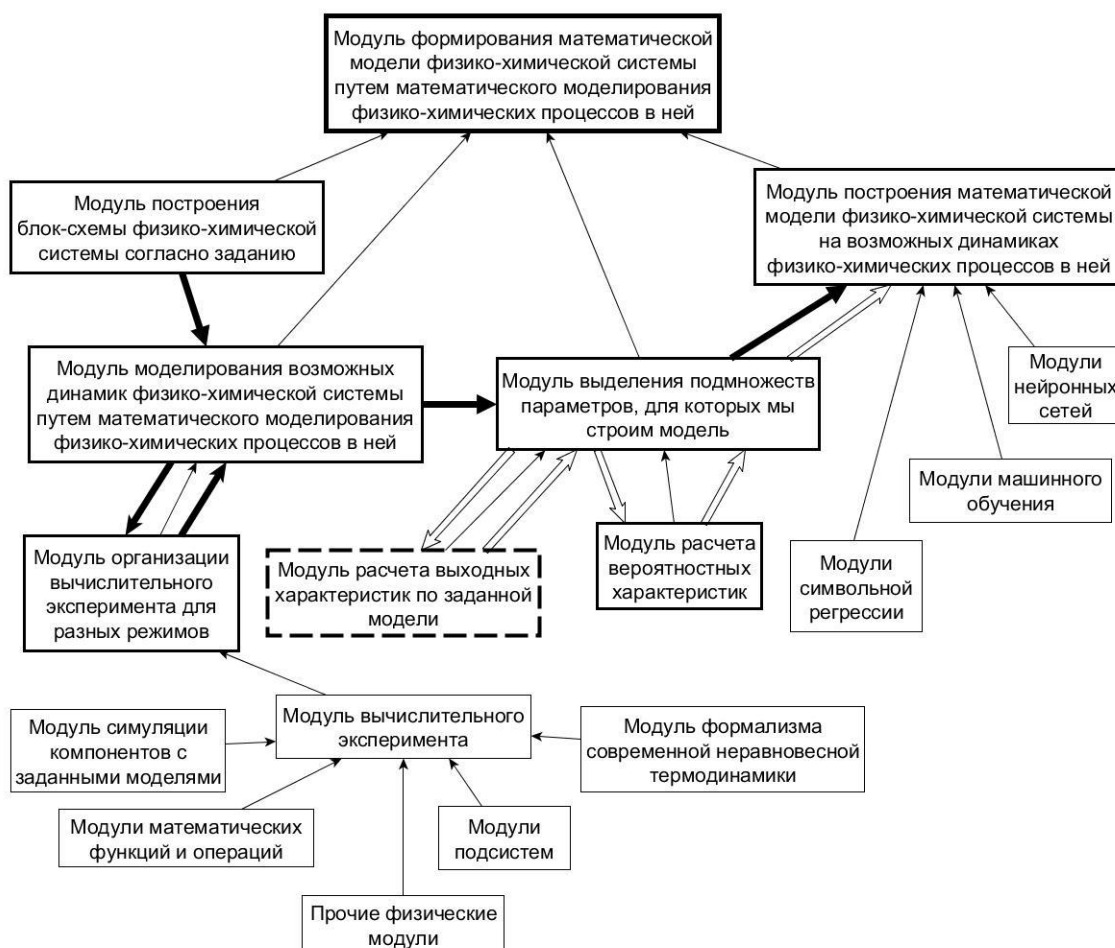 Модуль формирования математической
модели физико-химической системы
путем математического моделирования
физико-химических процессов в ней
Модуль построения
блок-схемы физико-химической
системы согласно заданию
Модуль построения математической
модели физико-химической системы
на возможных динамиках
физико-химических процессов в ней
Модуль моделирования возможных
динамик физико-химической системы
путем математического моделирования
физико-химических процессов в ней
Модуль выделения подмножеств
параметров, для которых мы
строим модель
Модули
нейронных
сетей
Модули машинного
обучения
Модуль организации
вычислительного
эксперимента для
разных режимов
Модуль расчета выходных
характеристик по заданной
модели
Модуль расчета
вероятностных
характеристик
Модули
символьной
регрессии
Модуль симуляции
компонентов с
заданными моделями
Модуль вычислительного
эксперимента
Модуль формализма
современной неравновесной
термодинамики
Модули математических
функций и операций
Модули
подсистем
Прочие физические
модули